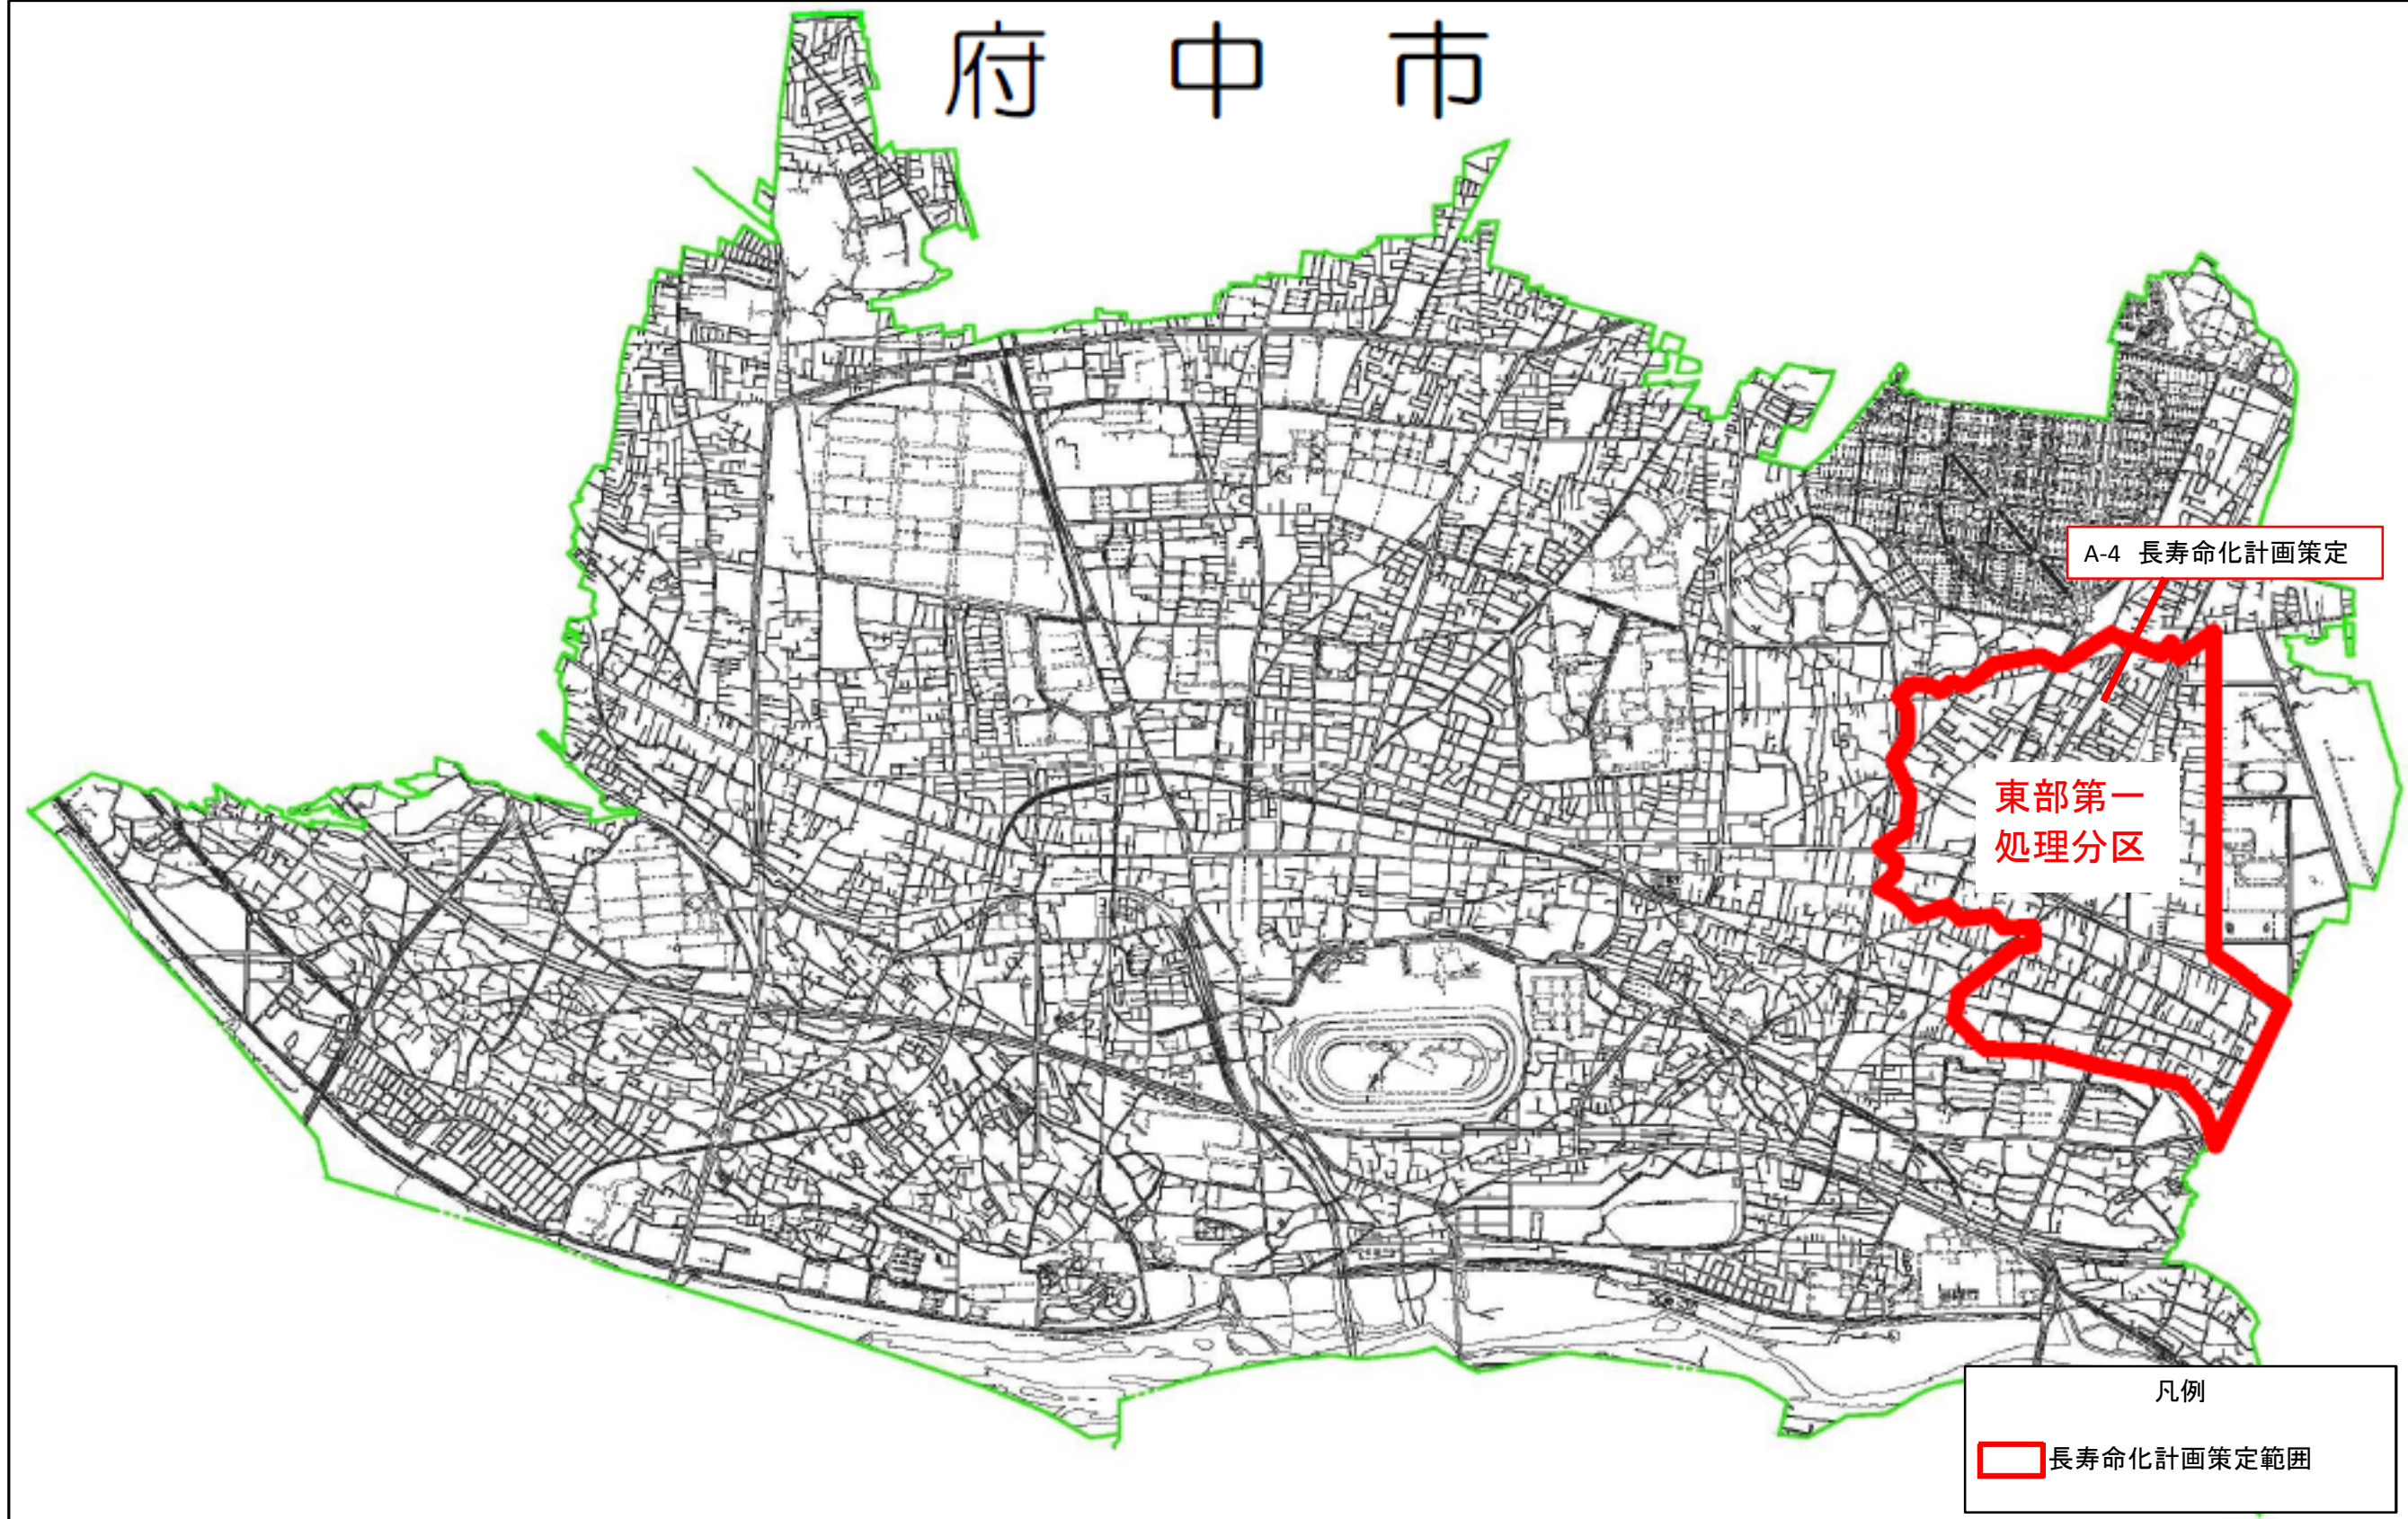 府中市
A-4 長寿命化計画策定
東部第一
処理分区
凡例
長寿命化計画策定範囲